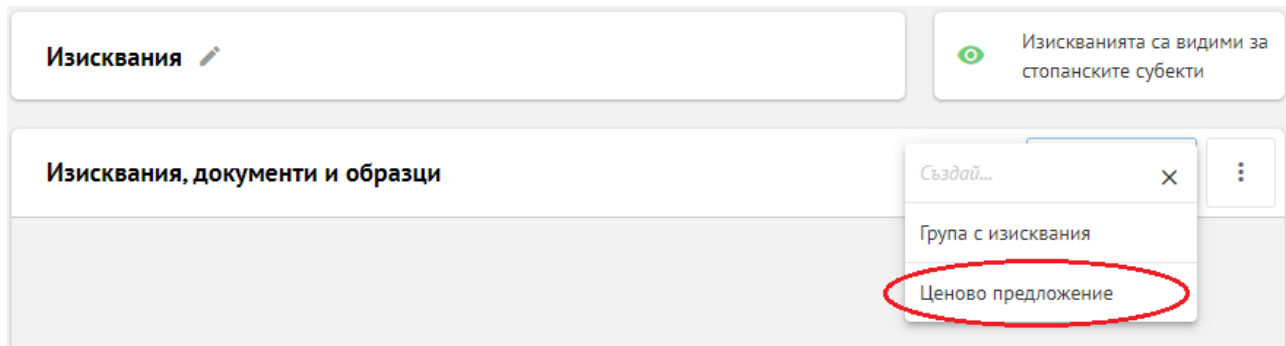 Изисквания
Изискванията са видими за
стопанските субекти
Изисквания, документи и образци
Създай...
Група с изисквания
Ценово предложение